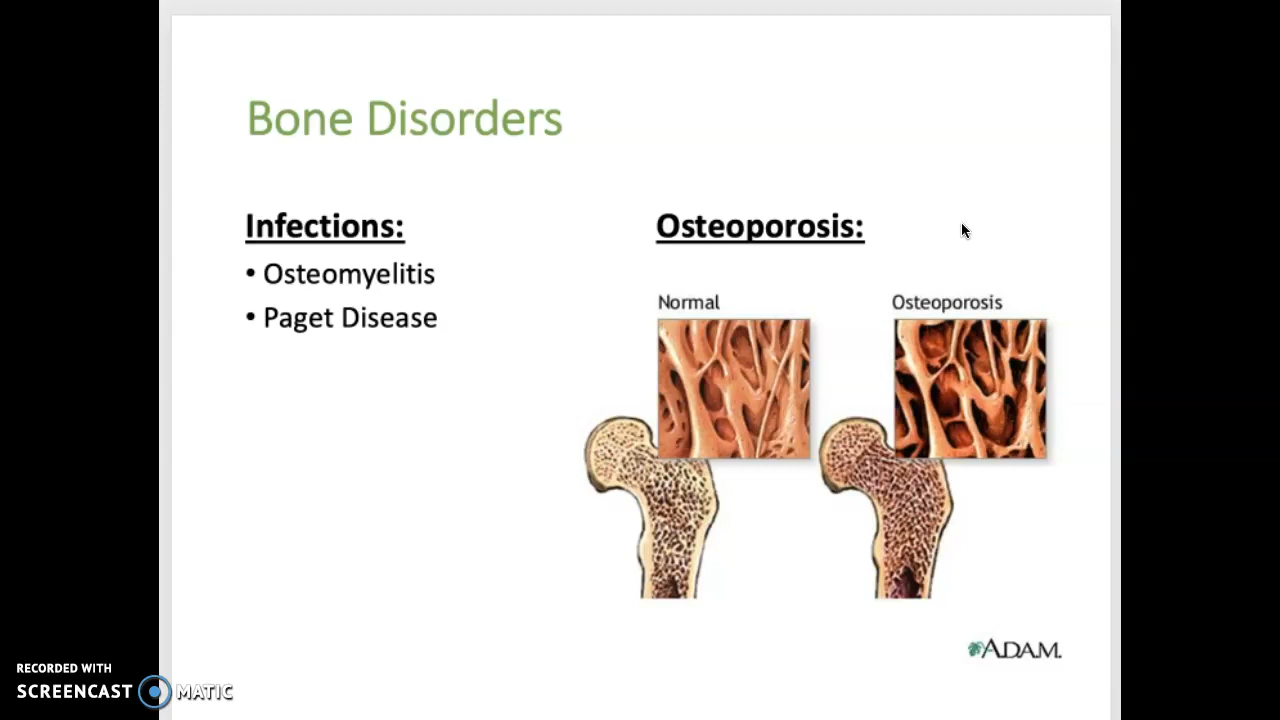 Bone Disorders
Infections:
• Osteomyelitis
• Paget Disease
Osteoporosis:
Normal
Osteoporosis
ADAM.
RECORDED WITH
SCREENCAST MATIC